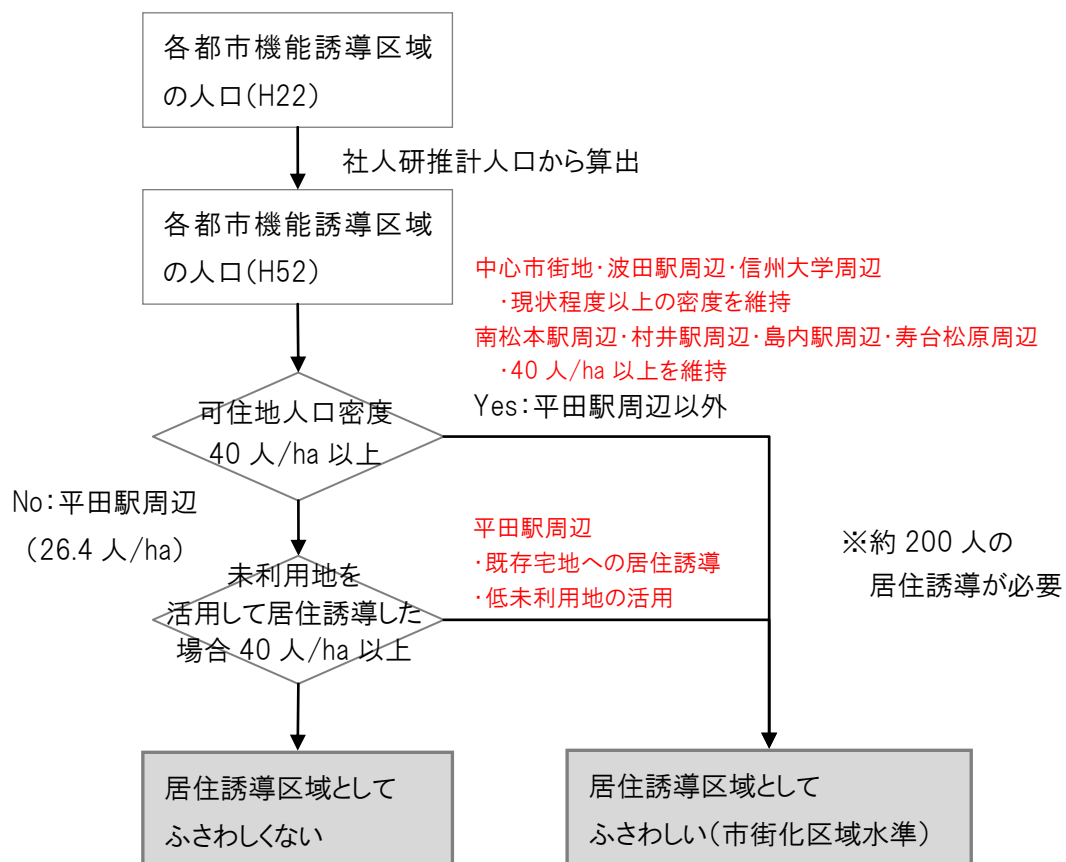 各都市機能誘導区域
の人口(H22)
社人研推計人口から算出
各都市機能誘導区域
の人口(H52)
中心市街地・波田駅周辺・信州大学周辺
・現状程度以上の密度を維持
南松本駅周辺・村井駅周辺・島内駅周辺・寿台松原周辺
・40 人/ha 以上を維持
Yes:平田駅周辺以外
可住地人口密度
40 人/ha 以上
No:平田駅周辺
(26.4 人/ha)
平田駅周辺
・既存宅地への居住誘導
・低未利用地の活用
※約 200 人の
居住誘導が必要
未利用地を
活用して居住誘導した
場合 40 人/ha 以上
居住誘導区域として
ふさわしくない
居住誘導区域として
ふさわしい(市街化区域水準)